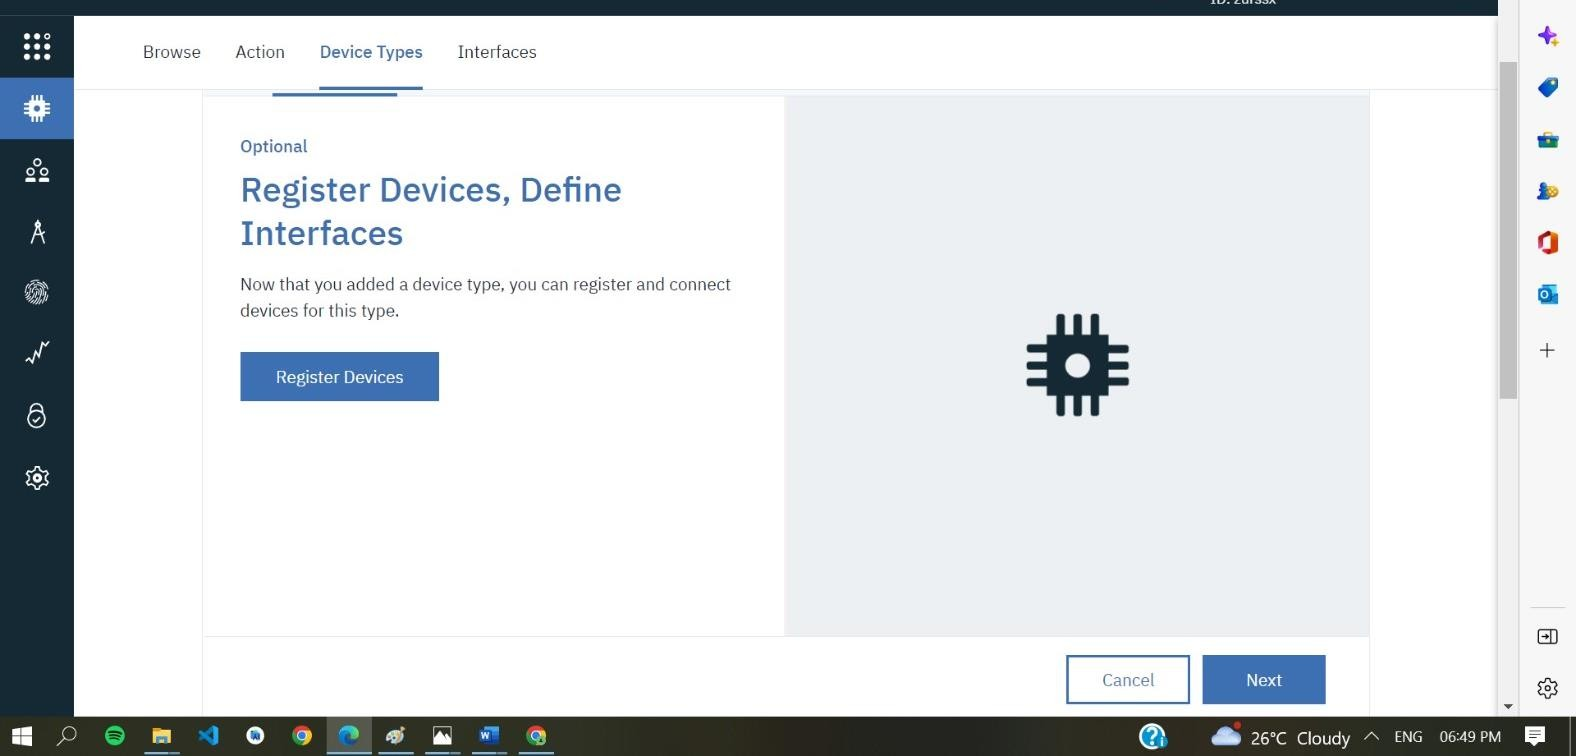 Browse Action Device Types Interfaces
Optional
Register Devices, Define
Interfaces
Now that you added a device type, you can register and connect
devices for this type.
Register Devices
Cancel Next
26°C Cloudy ENG 06:49 PM